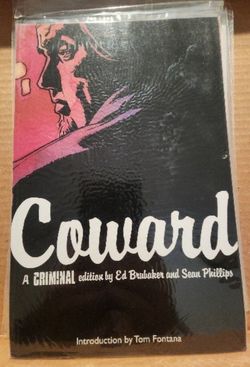 Coward
A CRIMINAL edition by Ed Brubaker and Sean Phillips
Introduction by Tom Fontana